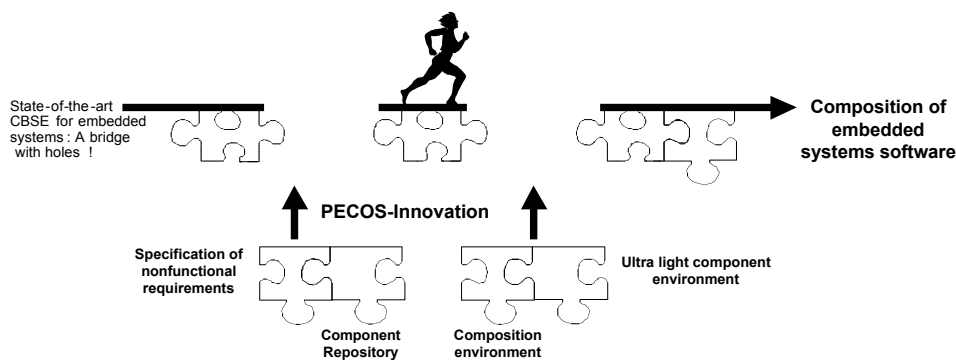 State-of-the-art
CBSE for embedded
systems: A bridge
with holes !
Composition of
embedded
systems software
PECOS-Innovation
Specification of
nonfunctional
requirements
Ultra light component
environment
Component
Repository
Composition
environment